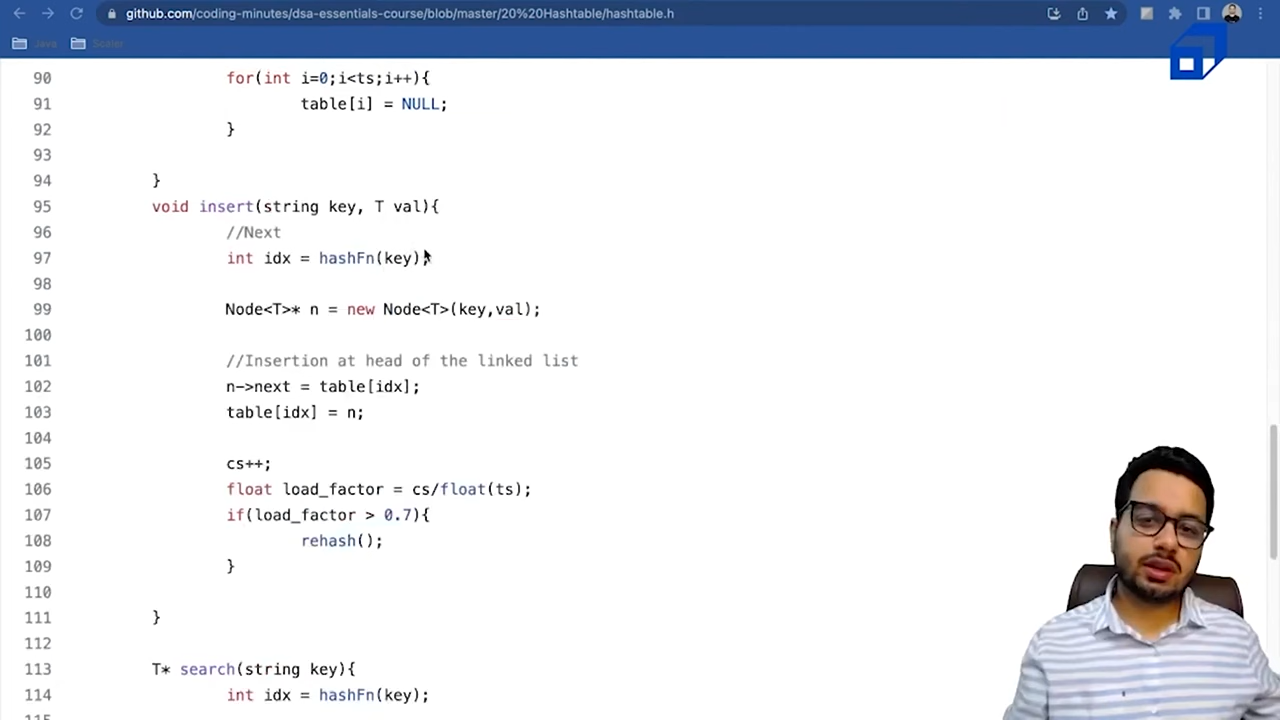 github.com/coding-minutes/dsa-essentials-course/blob/master/20%20Hashtable/hashtable.h
Java Scaler
90 for(int i=0;i<ts;i++){
91 table[i] = NULL;
92 }
93
94 }
95 void insert(string key, T val){
96 //Next
97 int idx = hashFn(key);
98
99 Node<T>* n = new Node<T>(key,val);
100
101 //Insertion at head of the linked list
102 n->next = table[idx];
103 table[idx] = n;
104
105 cs++;
106 float load_factor = cs/float(ts);
107 if(load_factor > 0.7){
108 rehash();
109 }
110
111 }
112
113 T* search(string key){
114 int idx = hashFn(key);
115